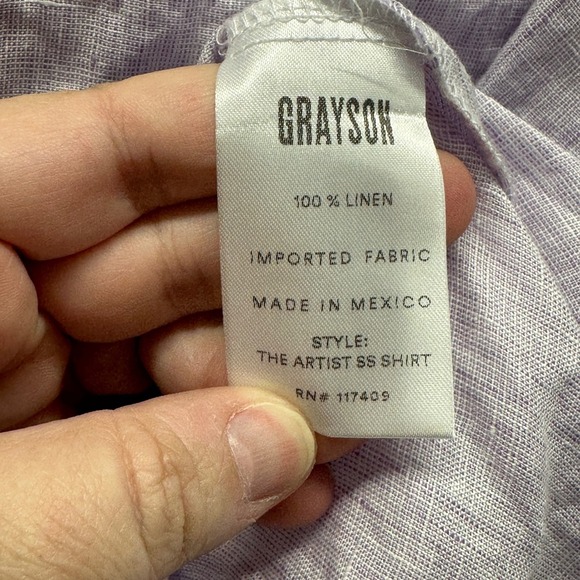 GRAYSON
100 % LINEN
IMPORTED FABRIC
MADE IN MEXICO
STYLE:
THE ARTIST SS SHIRT
RN# 117409